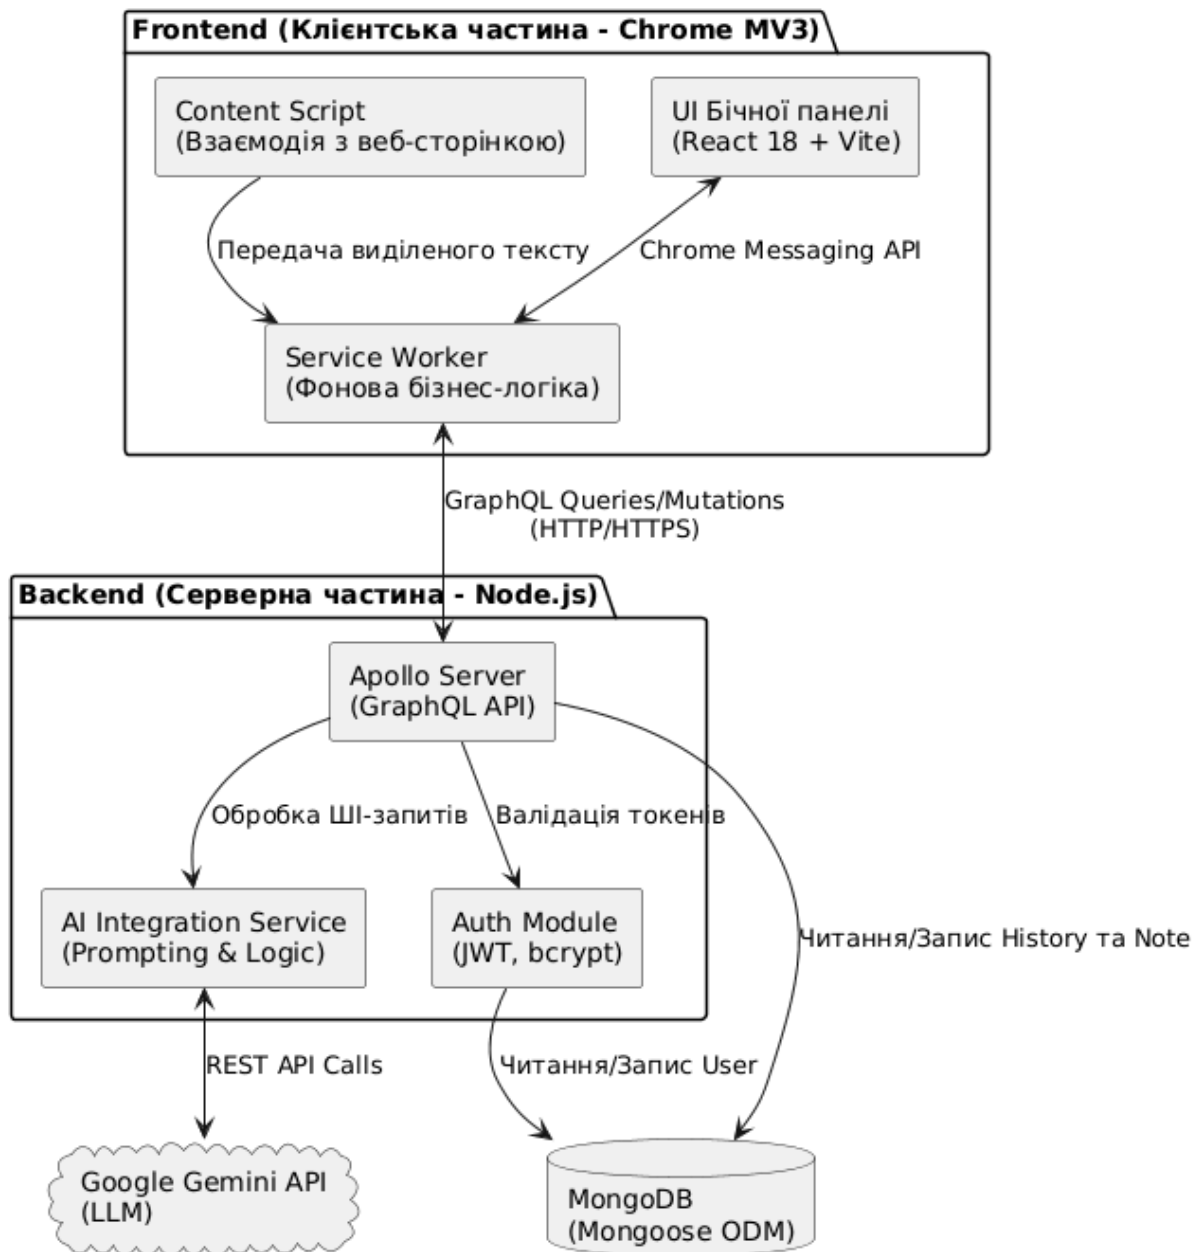 Frontend (Клієнтська частина - Chrome MV3)
Content Script
(Взаємодія з веб-сторінкою)
UI Бічної панелі
(React 18 + Vite)
Передача виділеного тексту
Chrome Messaging API
Service Worker
(Фонова бізнес-логіка)
GraphQL Queries/Mutations
(HTTP/HTTPS)
Backend (Серверна частина - Node.js)
Apollo Server
(GraphQL API)
Обробка ШІ-запитів
Валідація токенів
AI Integration Service
(Prompting & Logic)
Auth Module
(JWT, bcrypt)
Читання/Запис History та Note
REST API Calls
Читання/Запис User
Google Gemini API
(LLM)
MongoDB
(Mongoose ODM)